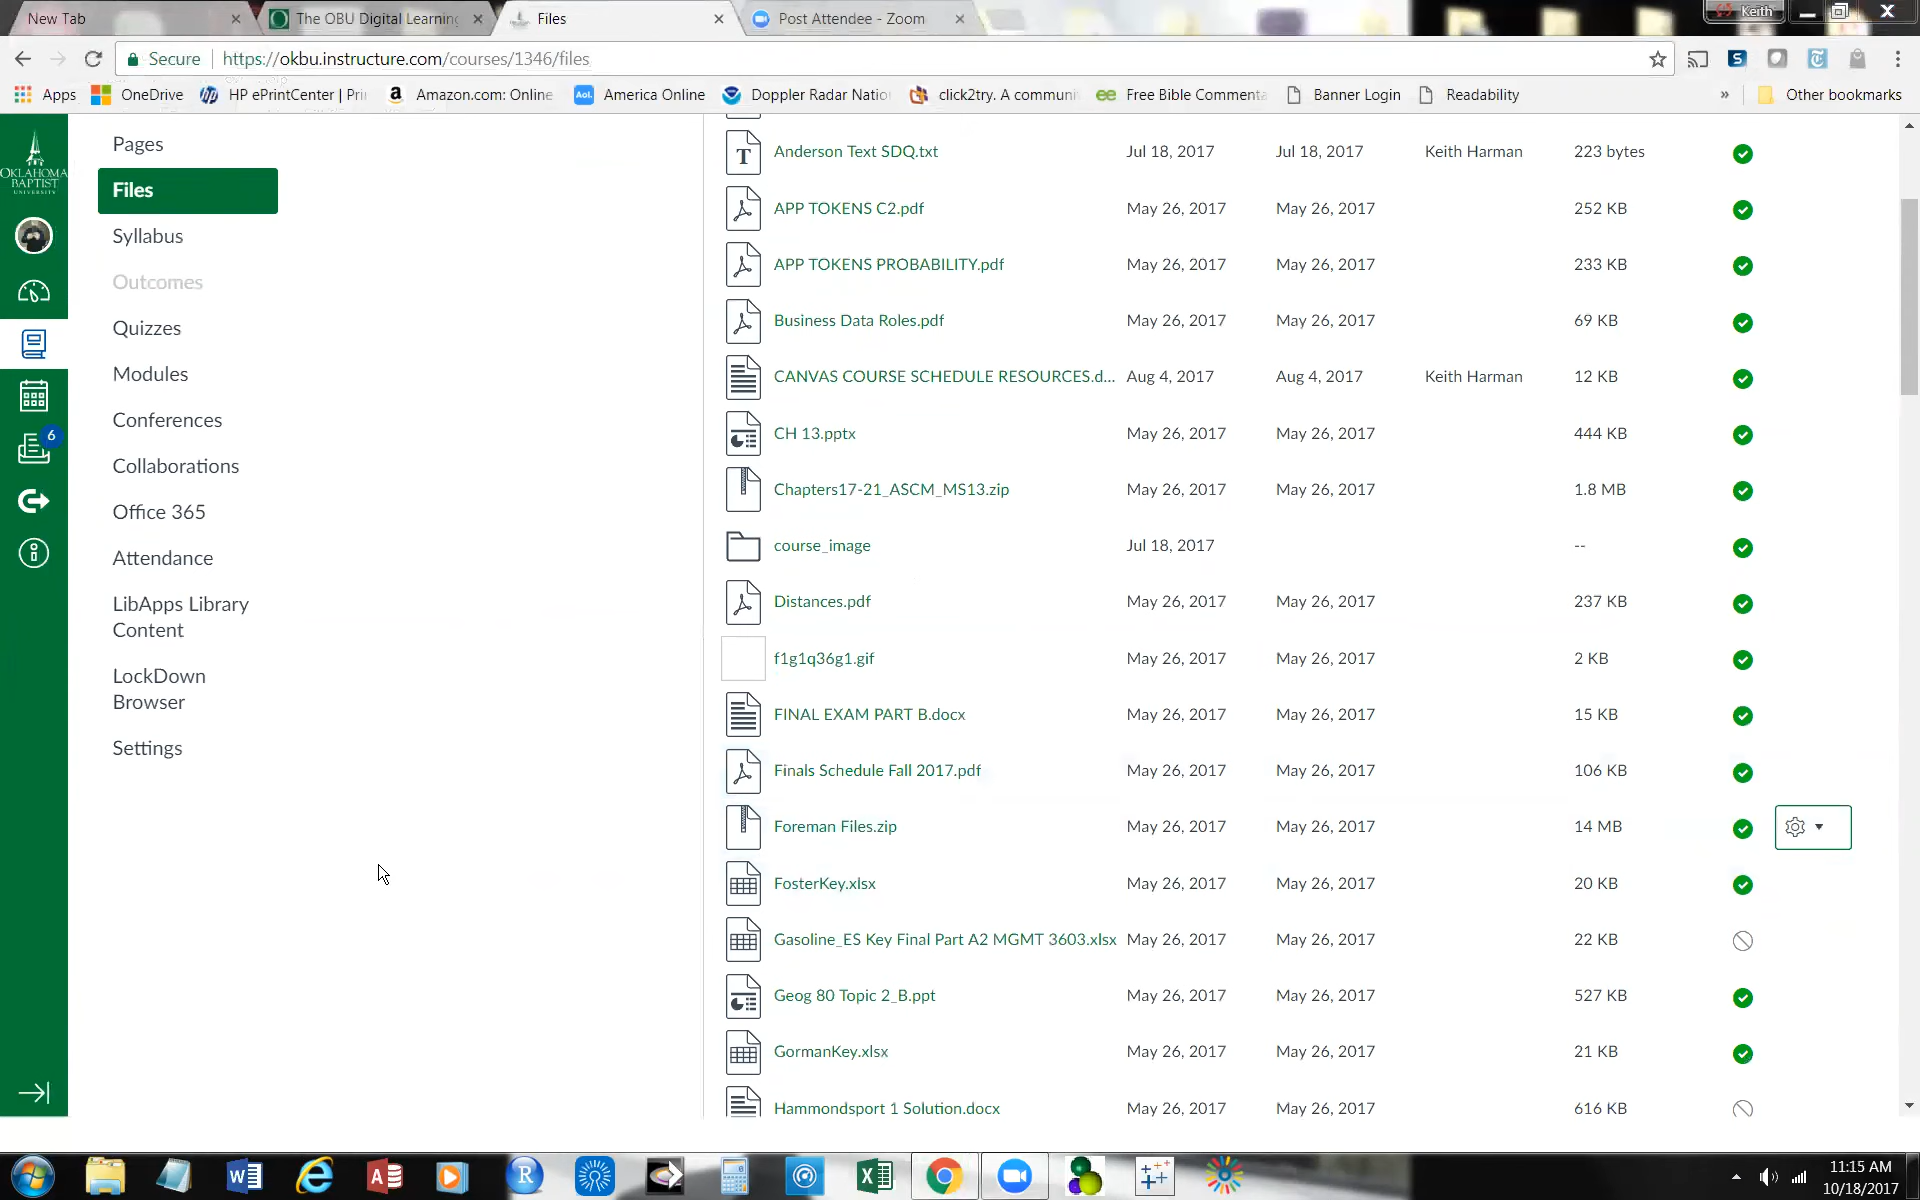 New Tab
The OBU Digital Learning
Files
Post Attendee - Zoom
Keith
Secure
https://okbu.instructure.com/courses/1346/files
Apps
OneDrive
HP ePrintCenter | Pri
Amazon.com: Online
America Online
Doppler Radar Natio
click2try. A communi
Free Bible Commenta
Banner Login
Readability
»
Other bookmarks
OKLAHOMA
BAPTIST
UNIVERSITY
6
Pages
Files
Syllabus
Outcomes
Quizzes
Modules
Conferences
Collaborations
Office 365
Attendance
LibApps Library
Content
LockDown
Browser
Settings
Anderson Text SDQ.txt Jul 18, 2017 Jul 18, 2017 Keith Harman 223 bytes
APP TOKENS C2.pdf May 26, 2017 May 26, 2017 252 KB
APP TOKENS PROBABILITY.pdf May 26, 2017 May 26, 2017 233 KB
Business Data Roles.pdf May 26, 2017 May 26, 2017 69 KB
CANVAS COURSE SCHEDULE RESOURCES.d... Aug 4, 2017 Aug 4, 2017 Keith Harman 12 KB
CH 13.pptx May 26, 2017 May 26, 2017 444 KB
Chapters17-21_ASCM_MS13.zip May 26, 2017 May 26, 2017 1.8 MB
course_image Jul 18, 2017 --
Distances.pdf May 26, 2017 May 26, 2017 237 KB
f1g1q36g1.gif May 26, 2017 May 26, 2017 2 KB
FINAL EXAM PART B.docx May 26, 2017 May 26, 2017 15 KB
Finals Schedule Fall 2017.pdf May 26, 2017 May 26, 2017 106 KB
Foreman Files.zip May 26, 2017 May 26, 2017 14 MB
FosterKey.xlsx May 26, 2017 May 26, 2017 20 KB
Gasoline_ES Key Final Part A2 MGMT 3603.xlsx May 26, 2017 May 26, 2017 22 KB
Geog 80 Topic 2_B.ppt May 26, 2017 May 26, 2017 527 KB
GormanKey.xlsx May 26, 2017 May 26, 2017 21 KB
Hammondsport 1 Solution.docx May 26, 2017 May 26, 2017 616 KB
11:15 AM
10/18/2017